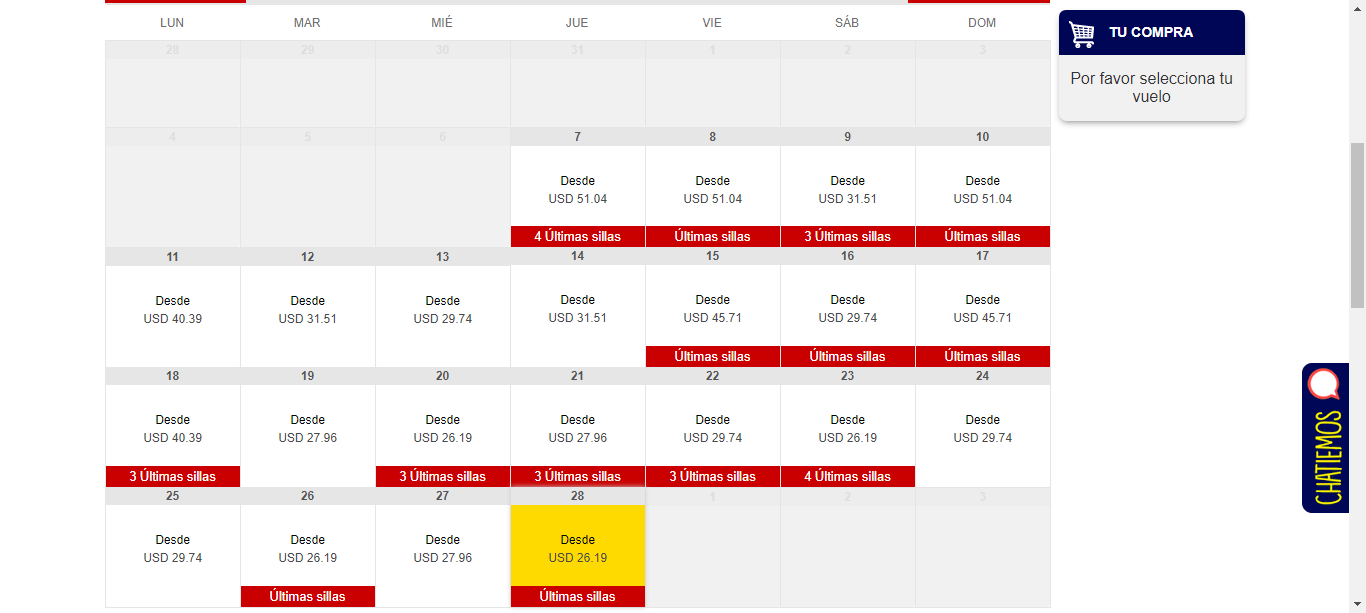 LUN MAR MIÉ JUE VIE SÁB DOM
TU COMPRA
Por favor selecciona tu
vuelo
28 29 30 31 1 2 3
4 5 6 7 8 9 10
Desde Desde Desde Desde
USD 51.04 USD 51.04 USD 31.51 USD 51.04
4 Últimas sillas Últimas sillas 3 Últimas sillas Últimas sillas
11 12 13 14 15 16 17
Desde Desde Desde Desde Desde Desde Desde
USD 40.39 USD 31.51 USD 29.74 USD 31.51 USD 45.71 USD 29.74 USD 45.71
Últimas sillas Últimas sillas Últimas sillas
18 19 20 21 22 23 24
Desde Desde Desde Desde Desde Desde Desde
USD 40.39 USD 27.96 USD 26.19 USD 27.96 USD 29.74 USD 26.19 USD 29.74
3 Últimas sillas 3 Últimas sillas 3 Últimas sillas 3 Últimas sillas 4 Últimas sillas
25 26 27 28 1 2 3
Desde Desde Desde Desde
USD 29.74 USD 26.19 USD 27.96 USD 26.19
Últimas sillas Últimas sillas
CHATIEMOS